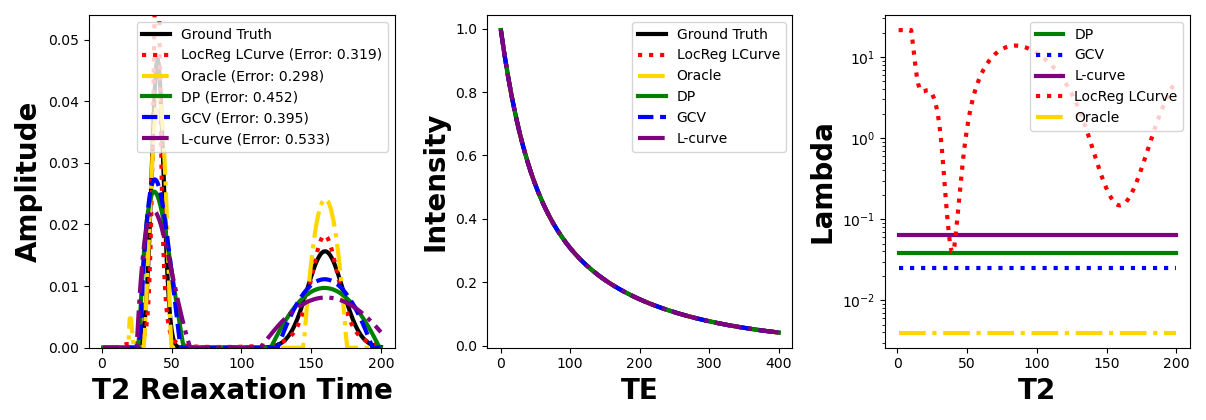 Amplitude
0.05
0.04
0.03
0.02
0.01
0.00
Ground Truth
LocReg LCurve (Error: 0.319)
Oracle (Error: 0.298)
DP (Error: 0.452)
GCV (Error: 0.395)
L-curve (Error: 0.533)
0 50 100 150 200
T2 Relaxation Time
Intensity
1.0
0.8
0.6
0.4
0.2
0.0
Ground Truth
LocReg LCurve
Oracle
DP
GCV
L-curve
0 100 200 300 400
TE
Lambda
10¹
10⁰
10⁻¹
10⁻²
DP
GCV
L-curve
LocReg LCurve
Oracle
0 50 100 150 200
T2